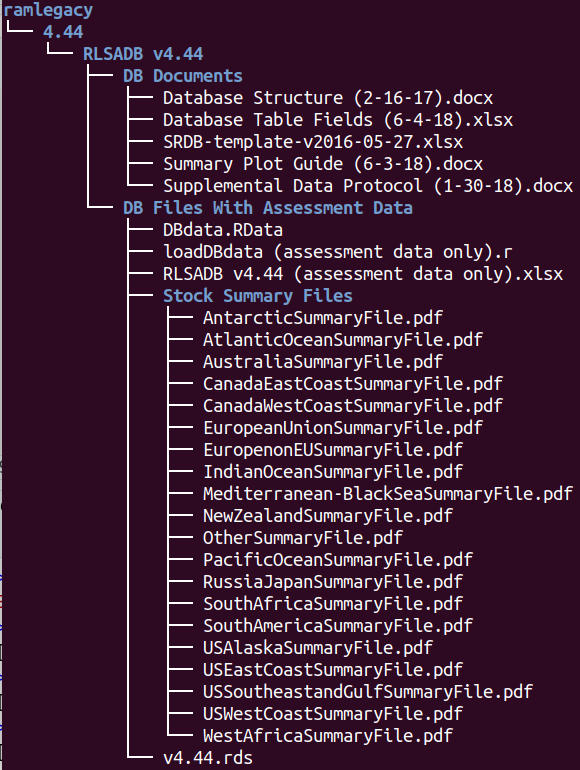 ramlegacy
4.44
RLSADB v4.44
DB Documents
Database Structure (2-16-17).docx
Database Table Fields (6-4-18).xlsx
SRDB-template-v2016-05-27.xlsx
Summary Plot Guide (6-3-18).docx
Supplemental Data Protocol (1-30-18).docx
DB Files With Assessment Data
DBdata.RData
loadDBdata (assessment data only).r
RLSADB v4.44 (assessment data only).xlsx
Stock Summary Files
AntarcticSummaryFile.pdf
AtlanticOceanSummaryFile.pdf
AustraliaSummaryFile.pdf
CanadaEastCoastSummaryFile.pdf
CanadaWestCoastSummaryFile.pdf
EuropeanUnionSummaryFile.pdf
EuropenonEUSummaryFile.pdf
IndianOceanSummaryFile.pdf
Mediterranean-BlackSeaSummaryFile.pdf
NewZealandSummaryFile.pdf
OtherSummaryFile.pdf
PacificOceanSummaryFile.pdf
RussiaJapanSummaryFile.pdf
SouthAfricaSummaryFile.pdf
SouthAmericaSummaryFile.pdf
USAlaskaSummaryFile.pdf
USEastCoastSummaryFile.pdf
USSoutheastandGulfSummaryFile.pdf
USWestCoastSummaryFile.pdf
WestAfricaSummaryFile.pdf
v4.44.rds